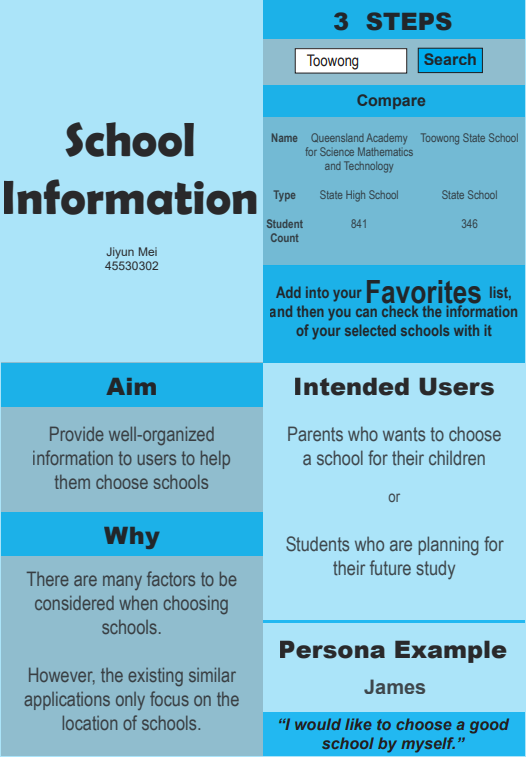 School
Information
Jiyun Mei
45530302
3 STEPS
Toowong
Search
Compare
Name Queensland Academy for Science Mathematics and Technology Toowong State School
Type State High School State School
Student Count 841 346
Add into your Favorites list,
and then you can check the information
of your selected schools with it
Aim
Provide well-organized
information to users to help
them choose schools
Why
There are many factors to be
considered when choosing
schools.
However, the existing similar
applications only focus on the
location of schools.
Intended Users
Parents who wants to choose
a school for their children
or
Students who are planning for
their future study
Persona Example
James
“I would like to choose a good
school by myself.”